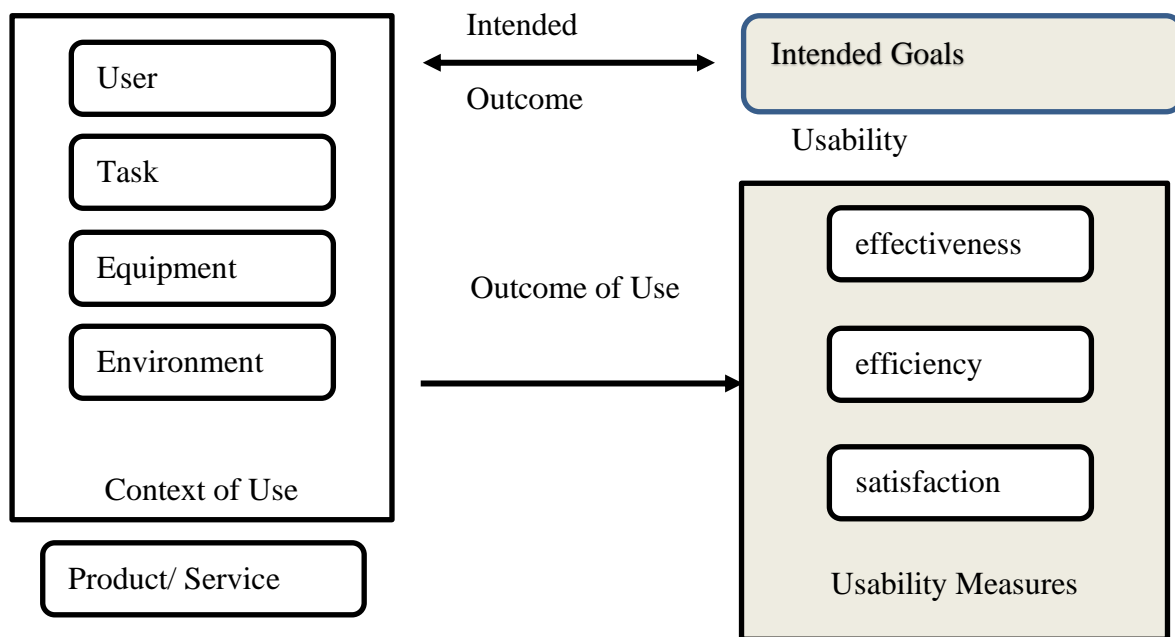 User
Task
Equipment
Environment
Context of Use
Product/ Service
Intended
Outcome
Outcome of Use
Intended Goals
Usability
effectiveness
efficiency
satisfaction
Usability Measures